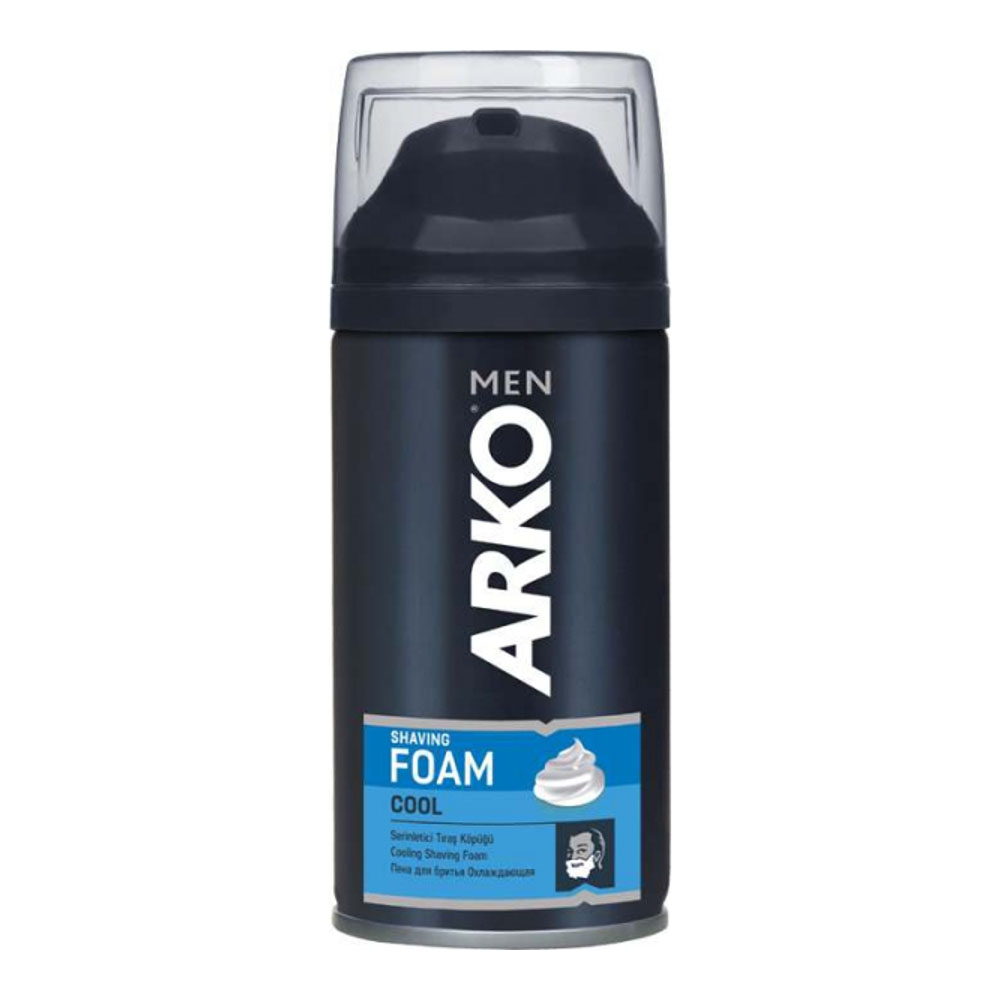 MEN
ARKO®
SHAVING
FOAM
COOL
Serinletici Tıraş Köpüğü
Cooling Shaving Foam
Пена для бритья Охлаждающая